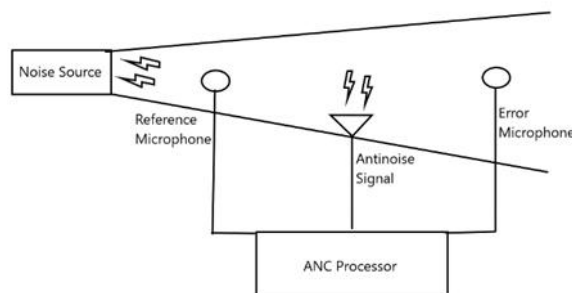 Noise Source
Reference
Microphone
Error
Microphone
Antinoise
Signal
ANC Processor